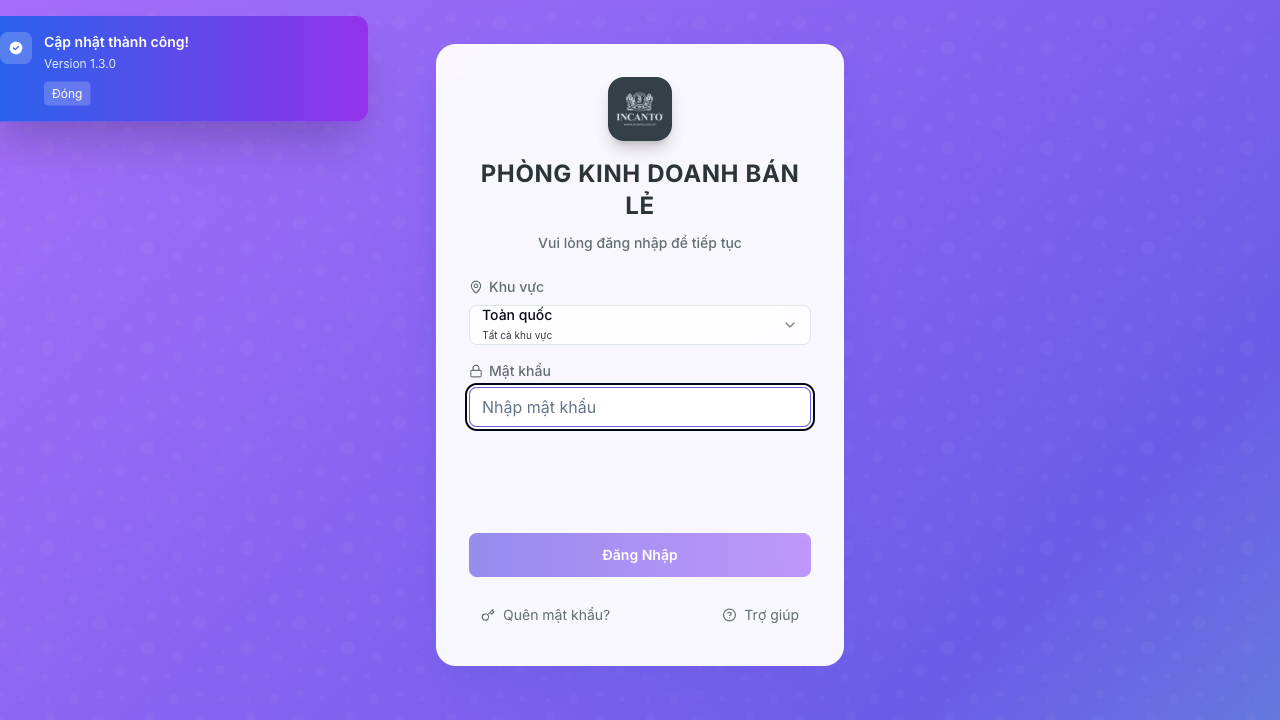 Cập nhật thành công!
Version 1.3.0
Đóng
INCANTO
PHÒNG KINH DOANH BÁN
LẺ
Vui lòng đăng nhập để tiếp tục
Khu vực
Toàn quốc
Tất cả khu vực
Mật khẩu
Nhập mật khẩu
Đăng Nhập
Quên mật khẩu?
Trợ giúp